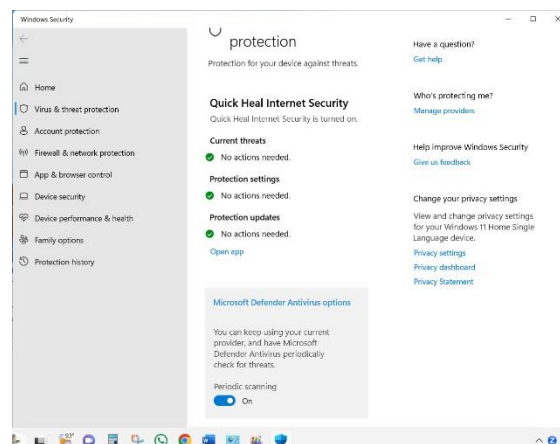 Windows Security
Home
Virus & threat protection
Account protection
Firewall & network protection
App & browser control
Device security
Device performance & health
Family options
Protection history
protection
Protection for your device against threats.
Quick Heal Internet Security
Quick Heal Internet Security is turned on.
Current threats
No actions needed.
Protection settings
No actions needed.
Protection updates
No actions needed.
Open app
Microsoft Defender Antivirus options
You can keep using your current
provider, and have Microsoft
Defender Antivirus periodically
check for threats.
Periodic scanning
On
Have a question?
Get help
Who's protecting me?
Manage providers
Help improve Windows Security
Give us feedback
Change your privacy settings
View and change privacy settings
for your Windows 11 Home Single
Language device.
Privacy settings
Privacy dashboard
Privacy Statement